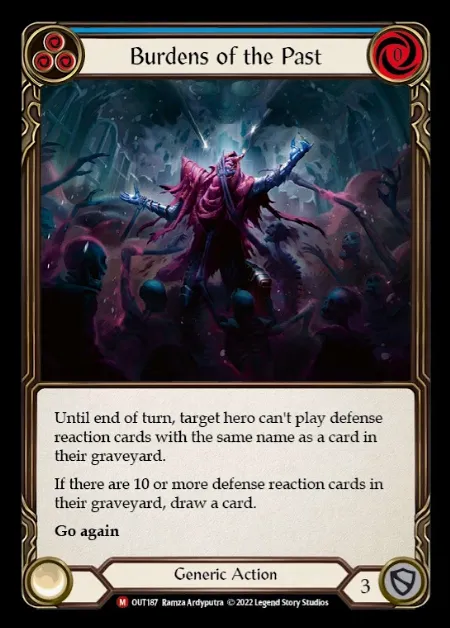 Burdens of the Past
0
Until end of turn, target hero can't play defense
reaction cards with the same name as a card in
their graveyard.
If there are 10 or more defense reaction cards in
their graveyard, draw a card.
Go again
Generic Action
3
M OUT187 Ramza Ardyputra © 2022 Legend Story Studios